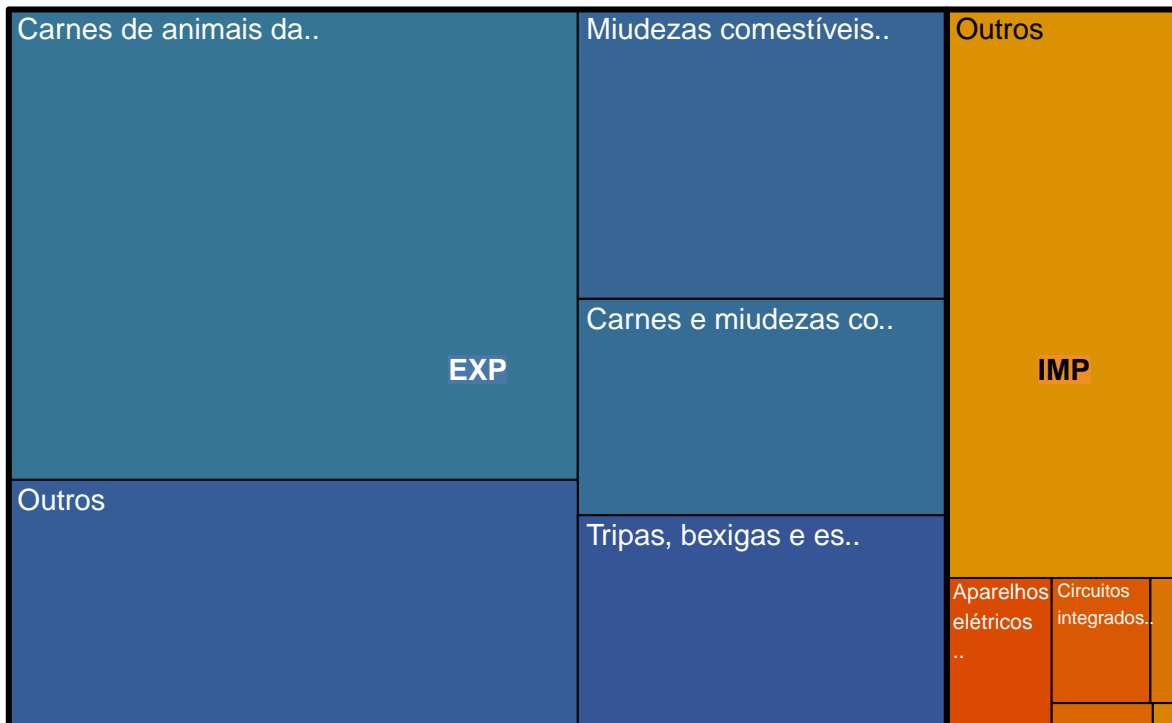 Carnes de animais da..
Miudezas comestíveis..
Outros
Carnes e miudezas co..
EXP
IMP
Outros
Tripas, bexigas e es..
Aparelhos
elétricos
..
Circuitos
integrados..